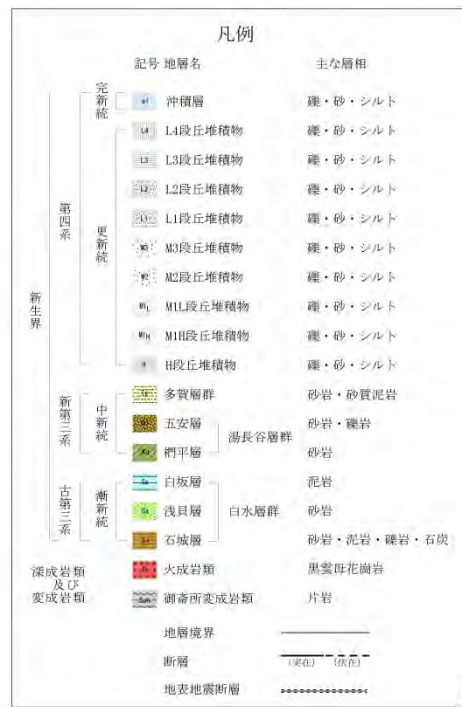 凡例
記号 地層名 主な層相
新生界
第四系
完新統
al 沖積層 礫・砂・シルト
更新統
L4 L4段丘堆積物 礫・砂・シルト
L3 L3段丘堆積物 礫・砂・シルト
L2 L2段丘堆積物 礫・砂・シルト
L1 L1段丘堆積物 礫・砂・シルト
M3 M3段丘堆積物 礫・砂・シルト
M2 M2段丘堆積物 礫・砂・シルト
M1L M1L段丘堆積物 礫・砂・シルト
M1H M1H段丘堆積物 礫・砂・シルト
H H段丘堆積物 礫・砂・シルト
新第三系
中新統
多賀層群 砂岩・砂質泥岩
五安層 砂岩・礫岩
湯長谷層群
椚平層 砂岩
古第三系
漸新統
白坂層 泥岩
浅貝層 砂岩
白水層群
石城層 砂岩・泥岩・礫岩・石炭
深成岩類
及び
変成岩類
火成岩類 黒雲母花崗岩
御斎所変成岩類 片岩
地層境界
断層
(実在) (伏在)
地表地震断層